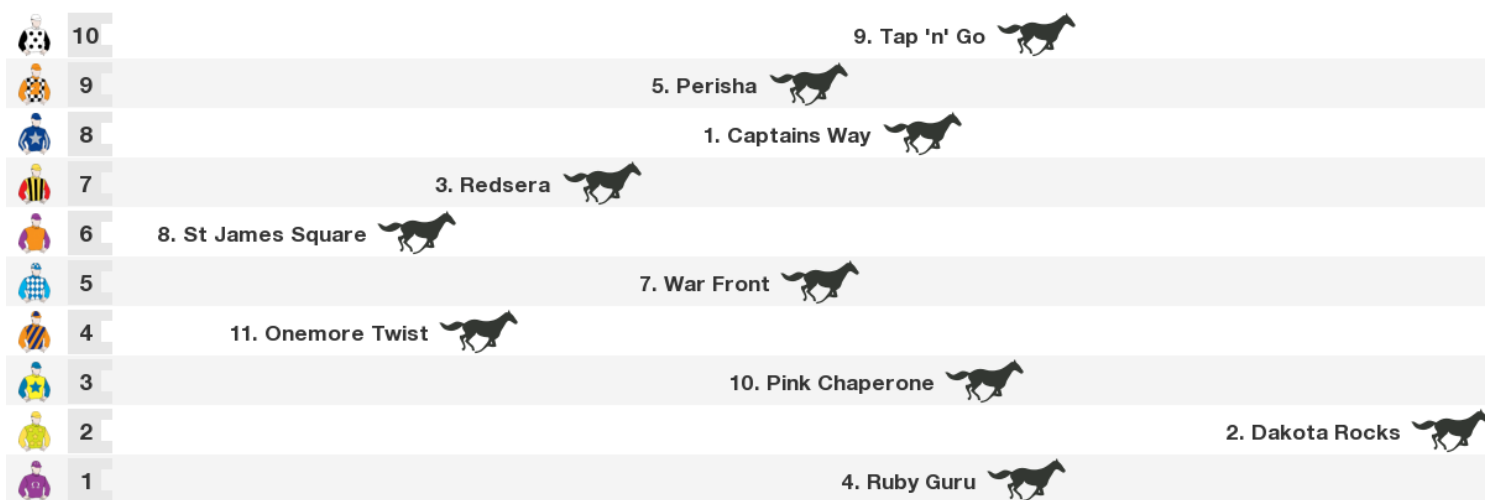 10 9. Tap 'n' Go
9 5. Perisha
8 1. Captains Way
7 3. Redsera
6 8. St James Square
5 7. War Front
4 11. Onemore Twist
3 10. Pink Chaperone
2 2. Dakota Rocks
1 4. Ruby Guru